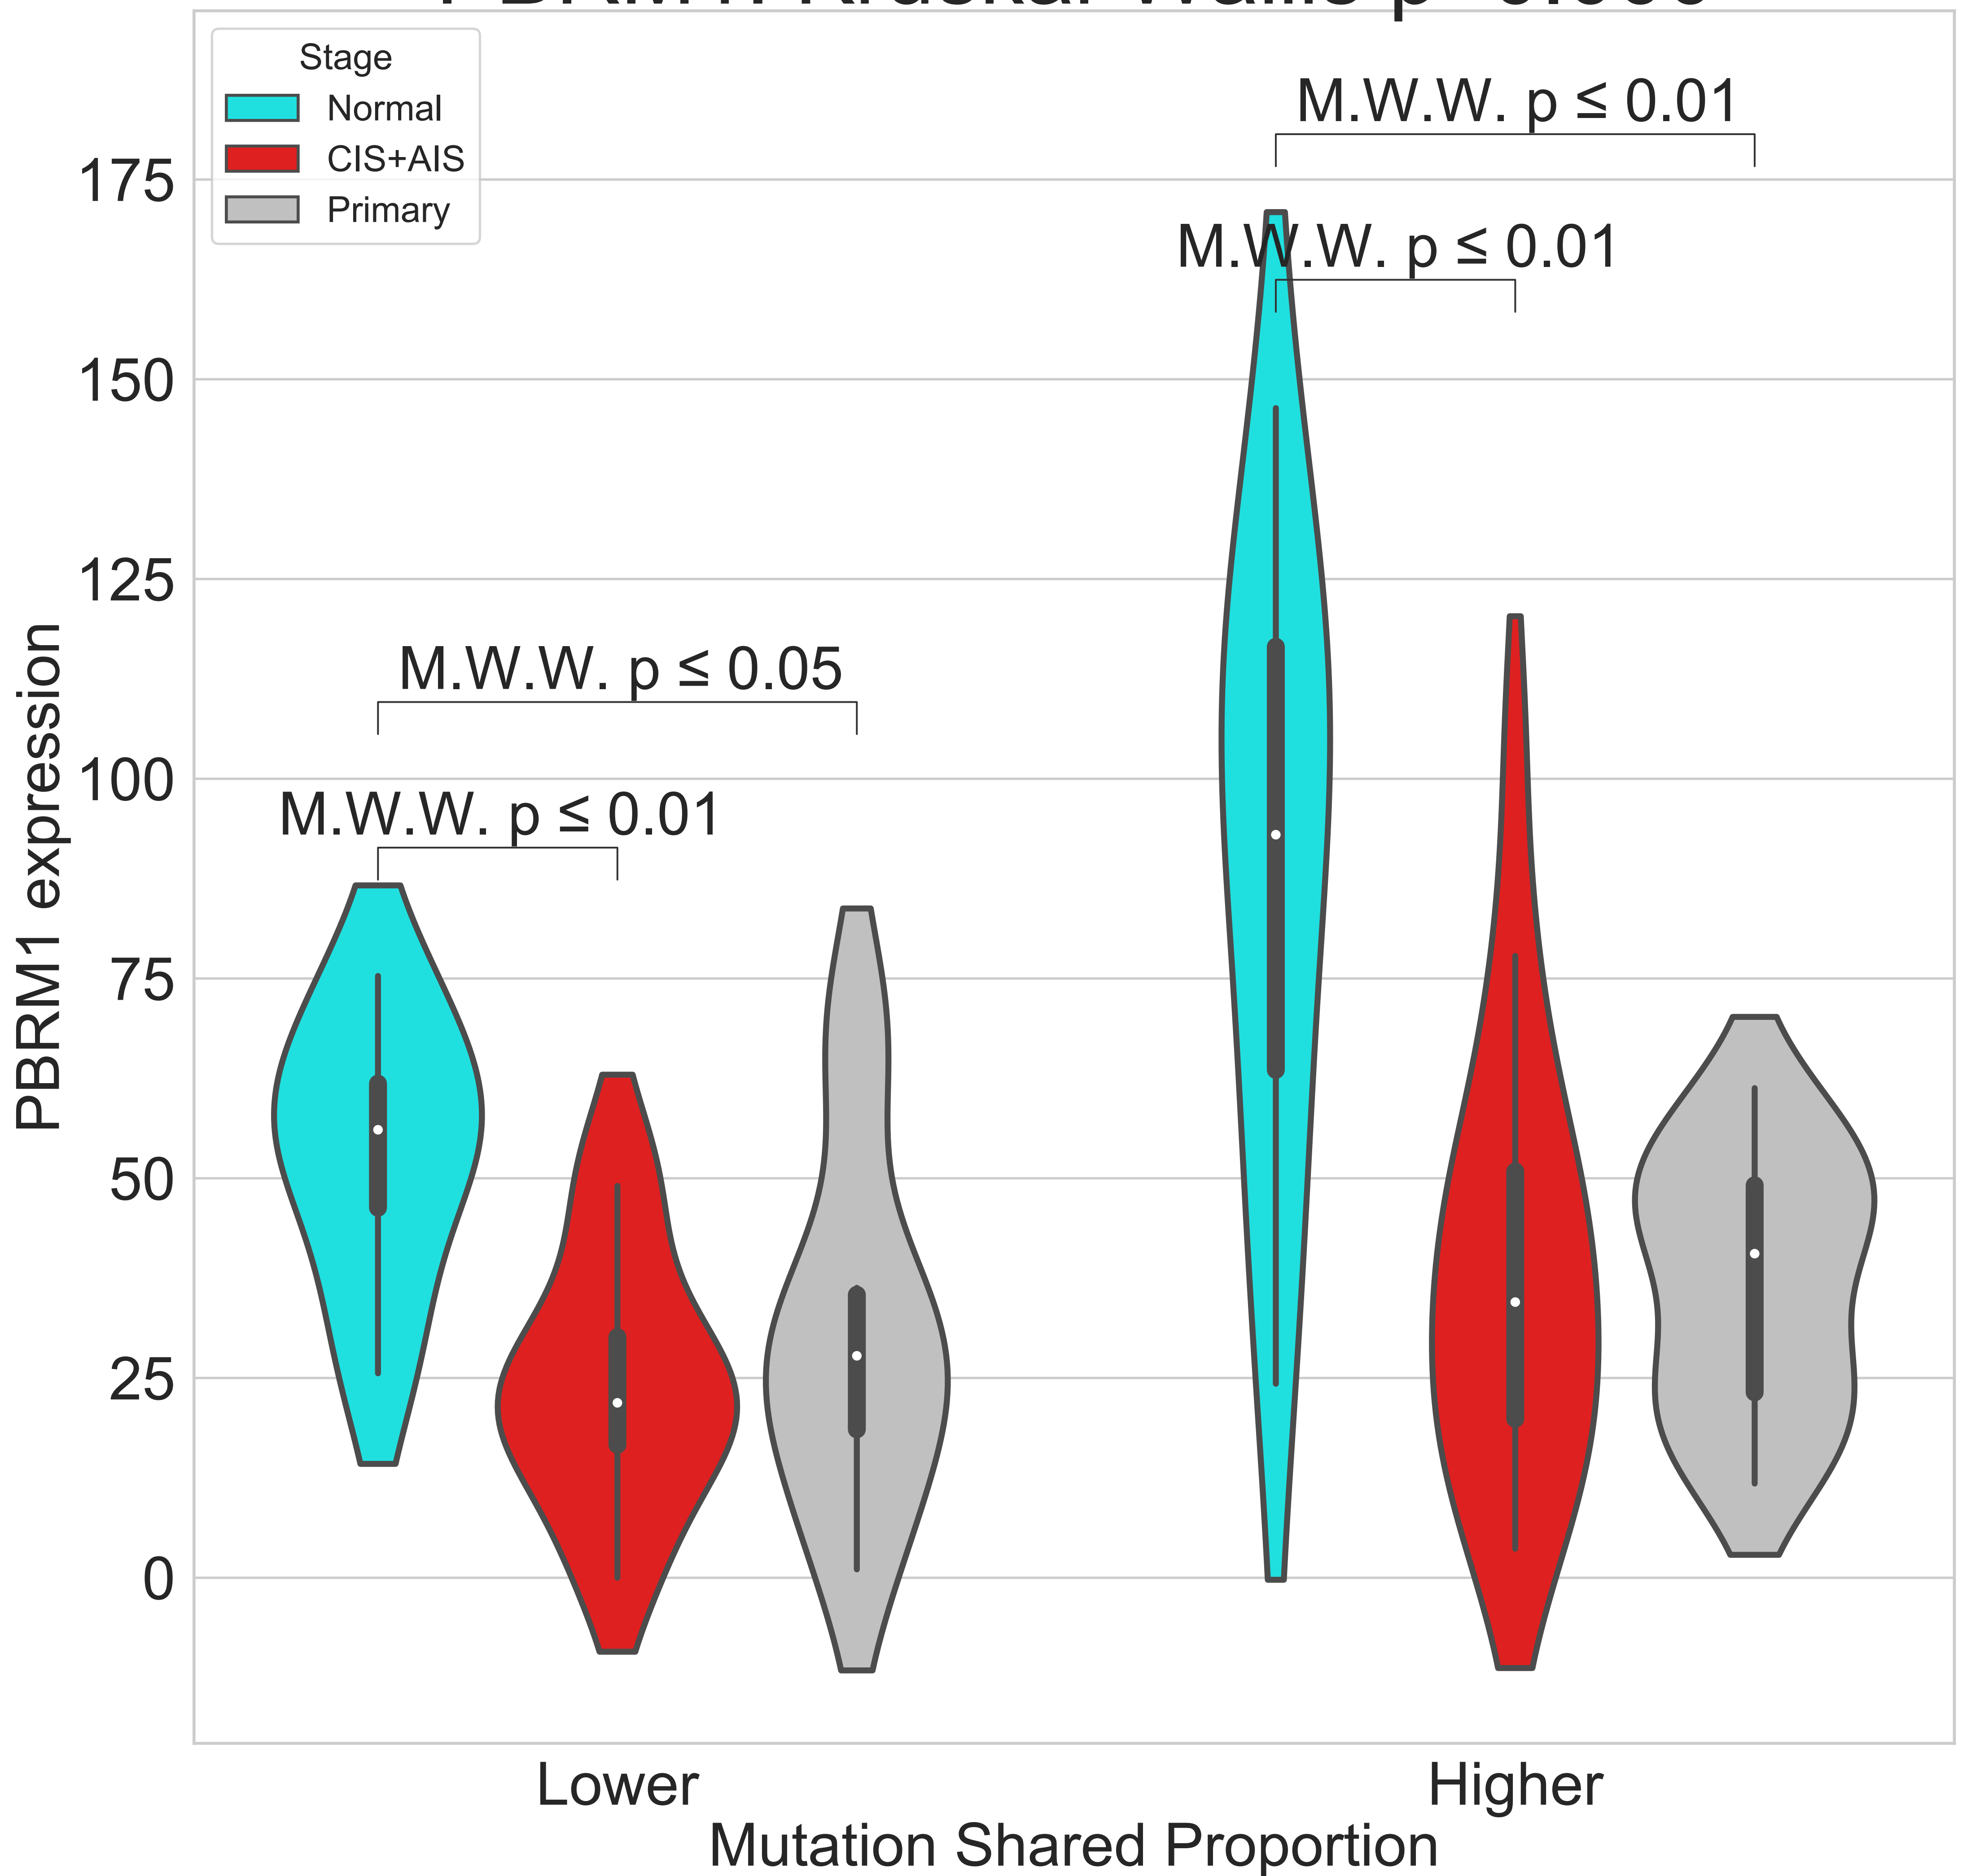 Stage
Normal
CIS+AIS
Primary
M.W.W. p ≤ 0.01
M.W.W. p ≤ 0.01
M.W.W. p ≤ 0.05
M.W.W. p ≤ 0.01
175
150
125
100
75
50
25
0
PBRM1 expression
Lower
Higher
Mutation Shared Proportion